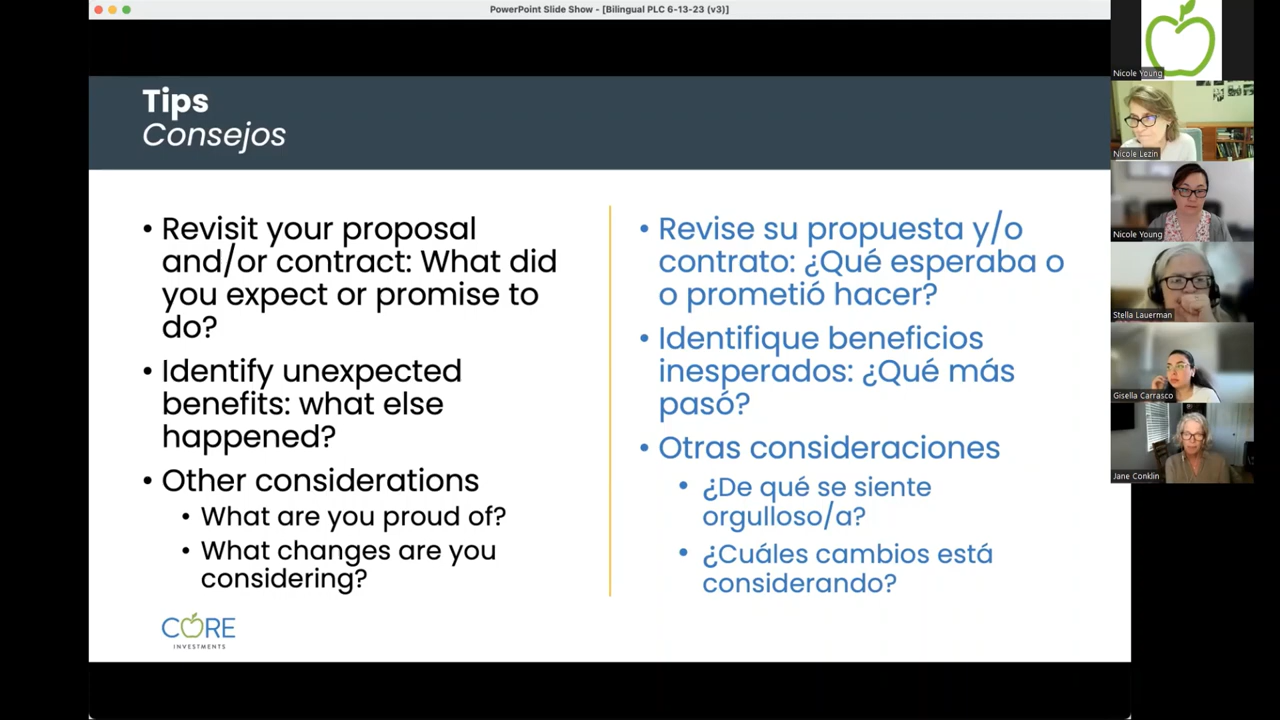 PowerPoint Slide Show - [Bilingual PLC 6-13-23 (v3)]
Tips
Consejos
• Revisit your proposal
and/or contract: What did
you expect or promise to
do?
• Identify unexpected
benefits: what else
happened?
• Other considerations
• What are you proud of?
• What changes are you
considering?
• Revise su propuesta y/o
contrato: ¿Qué esperaba o
o prometió hacer?
• Identifique beneficios
inesperados: ¿Qué más
pasó?
• Otras consideraciones
• ¿De qué se siente
orgulloso/a?
• ¿Cuáles cambios está
considerando?
CORE
INVESTMENTS
Nicole Young
Nicole Lezin
Nicole Young
Stella Lauerman
Gisella Carrasco
Jane Conklin